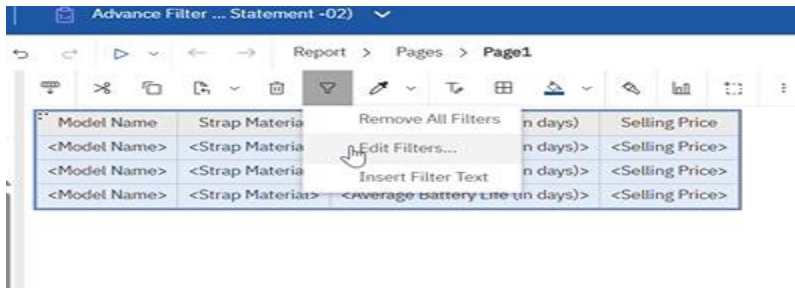 Advance Filter ... Statement -02)
Report > Pages > Page1
Model Name Strap Materia n days) Selling Price
Remove All Filters
<Model Name> <Strap Materia n days)> <Selling Price>
Edit Filters...
<Model Name> <Strap Materia n days)> <Selling Price>
Insert Filter Text
<Model Name> <Strap Material> <Average Battery Life (in days)> <Selling Price>